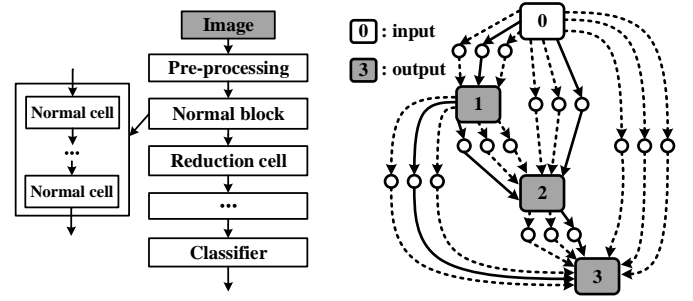 Image
Pre-processing
Normal block
Reduction cell
...
Classifier
Normal cell
...
Normal cell
0 : input
3 : output
0
1
2
3